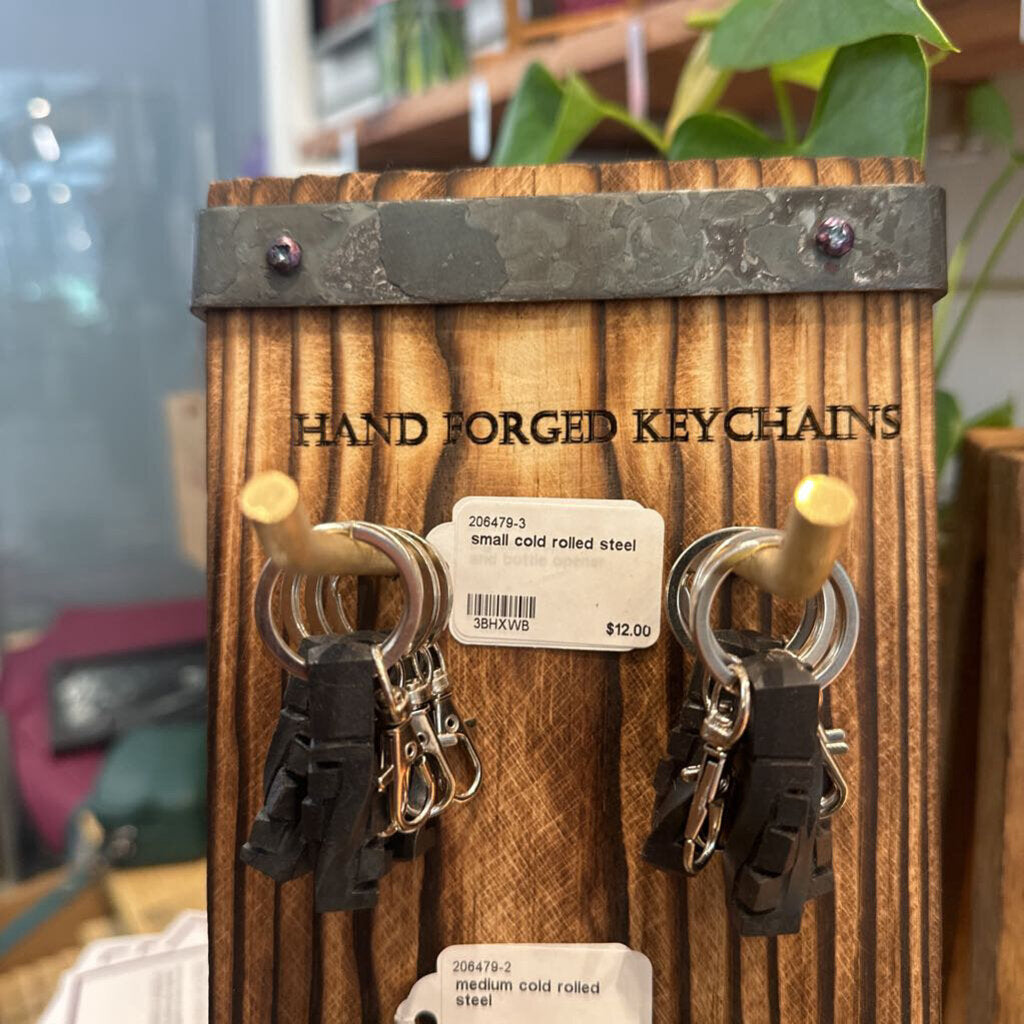 HAND FORGED KEYCHAINS
206479-3
small cold rolled steel
and bottle opener
3BHXWB
$12.00
206479-2
medium cold rolled
steel